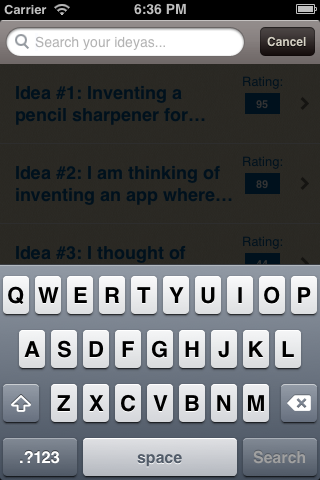 Carrier 6:36 PM
Search your ideyas... Cancel
Rating:
Idea #1: Inventing a
pencil sharpener for...
95
Rating:
Idea #2: I am thinking of
inventing an app where...
89
Rating:
Idea #3: I thought of
44
Q W E R T Y U I O P
A S D F G H J K L
Z X C V B N M
.?123 space Search